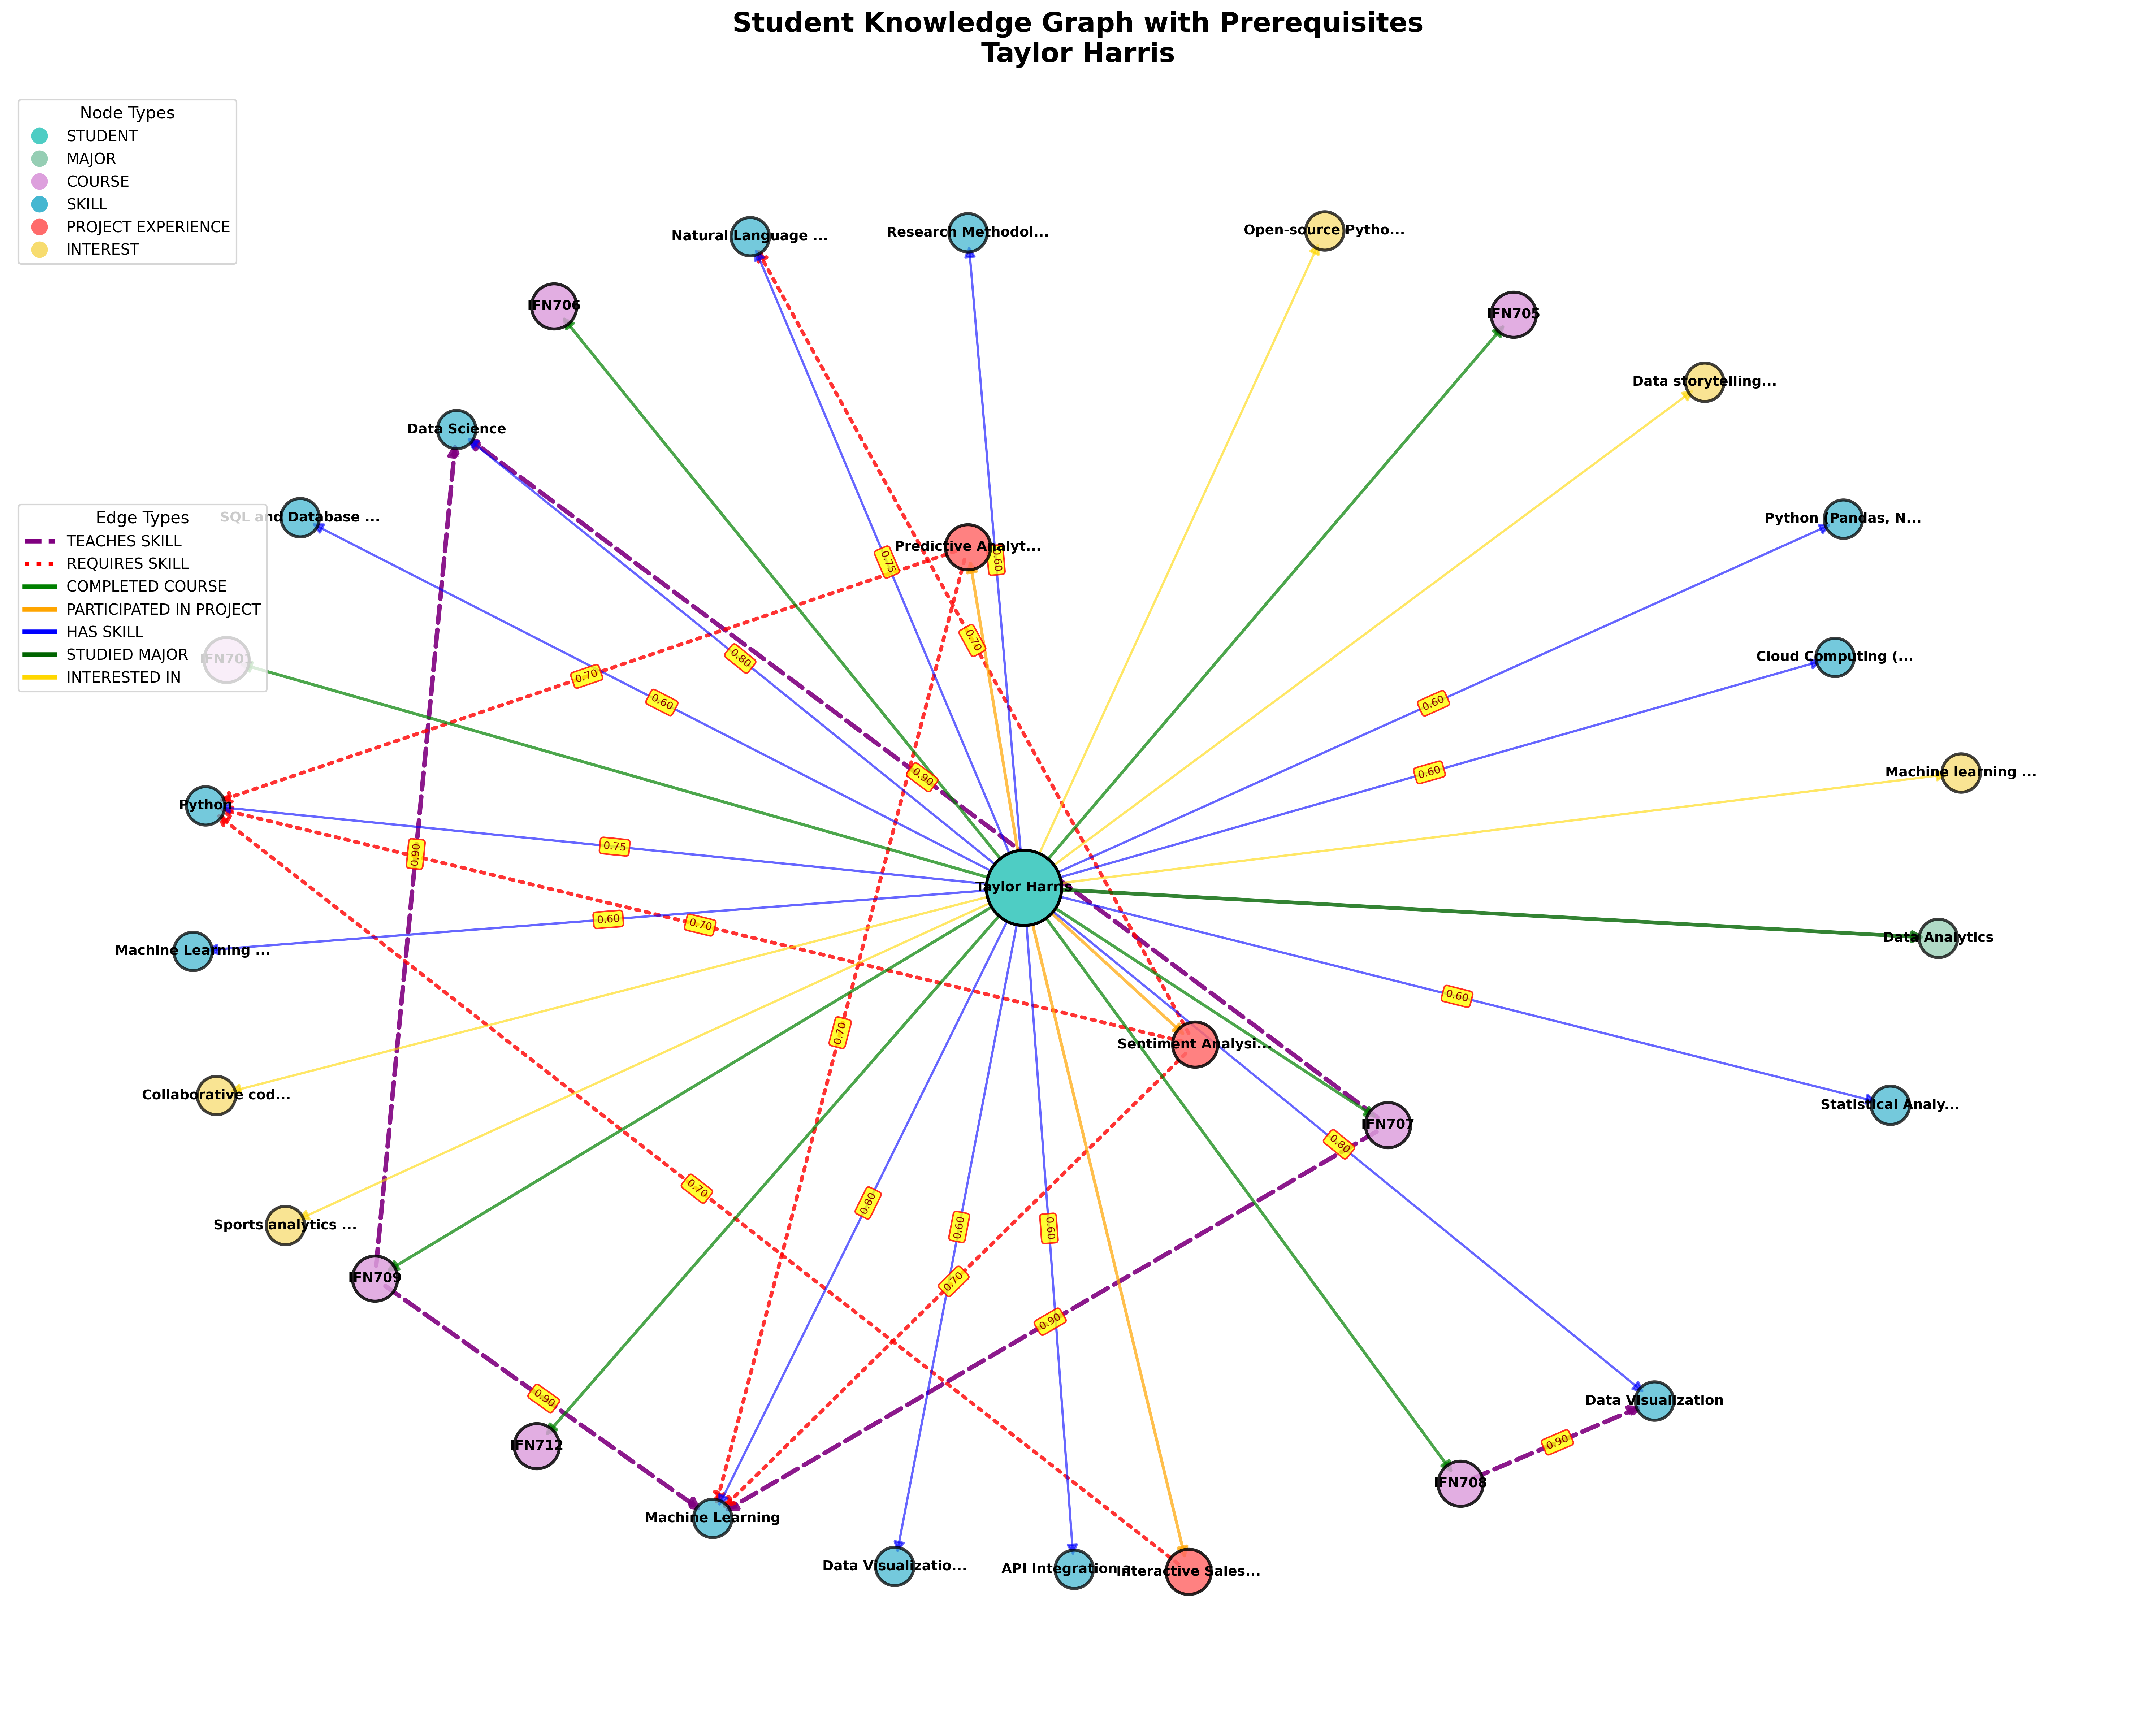 Student Knowledge Graph with Prerequisites
Taylor Harris
Node Types
STUDENT
MAJOR
COURSE
SKILL
PROJECT EXPERIENCE
INTEREST
Natural Language ...
Research Methodol...
Open-source Pytho...
IFN706
IFN705
Data storytelling...
Data Science
Edge Types
TEACHES SKILL
REQUIRES SKILL
COMPLETED COURSE
PARTICIPATED IN PROJECT
HAS SKILL
STUDIED MAJOR
INTERESTED IN
SQL and Database ...
Python (Pandas, N...
Predictive Analyt...
0.75
0.60
0.70
IFN701
0.80
Cloud Computing (...
0.70
0.60
0.60
0.60
Machine learning ...
0.90
Python
0.75
0.90
Taylor Harris
0.60
0.70
Data Analytics
Machine Learning ...
0.60
0.70
Sentiment Analysi...
Collaborative cod...
Statistical Analy...
IFN707
0.80
0.70
0.80
Sports analytics ...
0.60
0.60
IFN709
0.70
0.90
0.90
Data Visualization
0.90
IFN712
IFN708
Machine Learning
Data Visualizatio...
API Integration a
Interactive Sales...